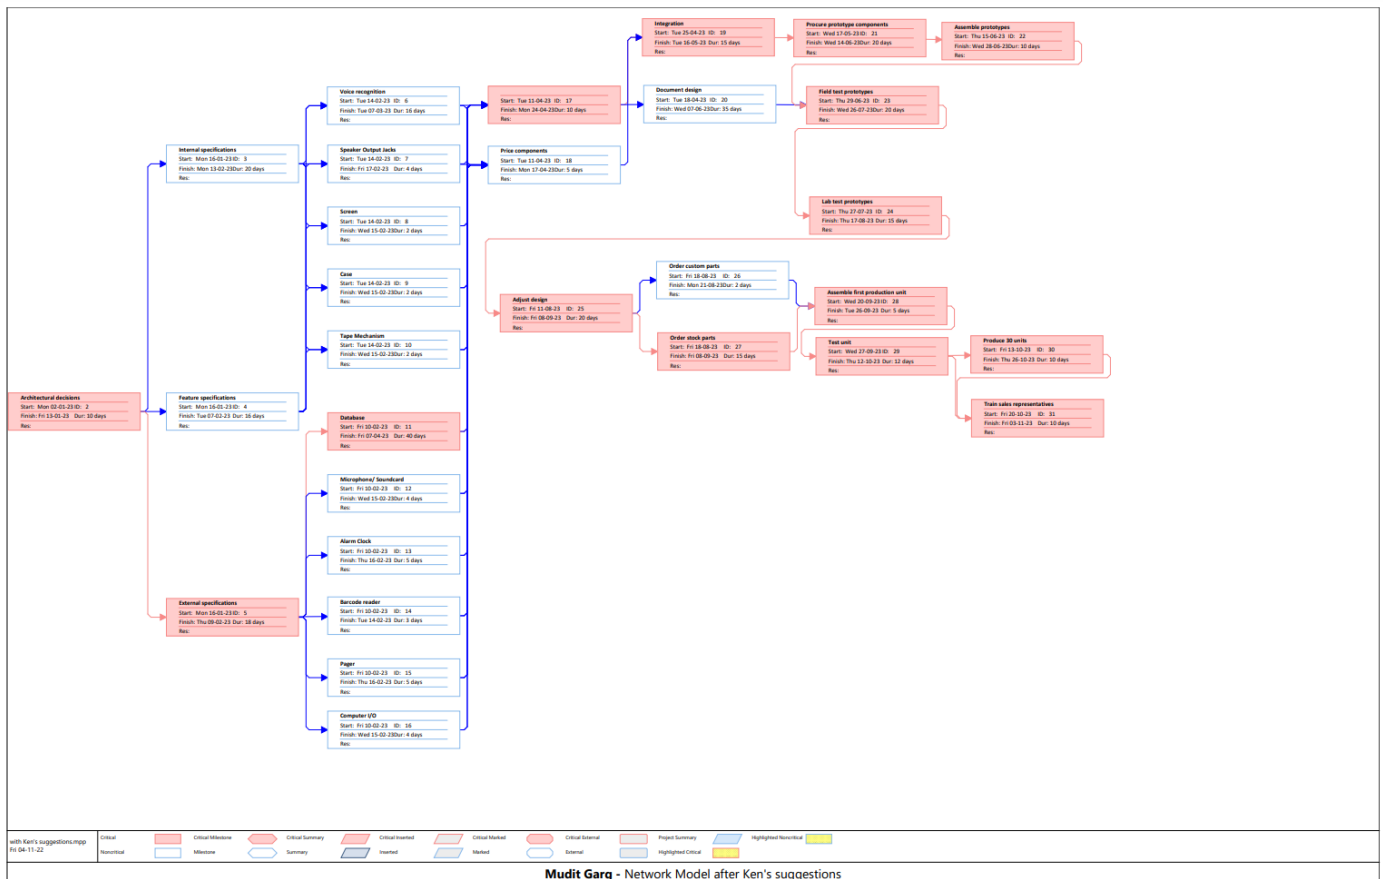 Integration
Start: Tue 25-04-23 ID: 19
Finish: Tue 16-05-23 Dur: 15 days
Res:
Procure prototype components
Start: Wed 17-05-23 ID: 21
Finish: Wed 14-06-23Dur: 20 days
Res:
Assemble prototypes
Start: Thu 15-06-23 ID: 22
Finish: Wed 28-06-23Dur: 10 days
Res:
Voice recognition
Start: Tue 14-02-23 ID: 6
Finish: Tue 07-03-23 Dur: 16 days
Res:
Start: Tue 11-04-23 ID: 17
Finish: Mon 24-04-23Dur: 10 days
Res:
Document design
Start: Tue 18-04-23 ID: 20
Finish: Wed 07-06-23Dur: 35 days
Res:
Field test prototypes
Start: Thu 29-06-23 ID: 23
Finish: Wed 26-07-23Dur: 20 days
Res:
Internal specifications
Start: Mon 16-01-23 ID: 3
Finish: Mon 13-02-23Dur: 20 days
Res:
Speaker Output Jacks
Start: Tue 14-02-23 ID: 7
Finish: Fri 17-02-23 Dur: 4 days
Res:
Price components
Start: Tue 11-04-23 ID: 18
Finish: Mon 17-04-23Dur: 5 days
Res:
Screen
Start: Tue 14-02-23 ID: 8
Finish: Wed 15-02-23Dur: 2 days
Res:
Lab test prototypes
Start: Thu 27-07-23 ID: 24
Finish: Thu 17-08-23 Dur: 15 days
Res:
Case
Start: Tue 14-02-23 ID: 9
Finish: Wed 15-02-23Dur: 2 days
Res:
Order custom parts
Start: Fri 18-08-23 ID: 26
Finish: Mon 21-08-23Dur: 2 days
Res:
Adjust design
Start: Fri 11-08-23 ID: 25
Finish: Fri 08-09-23 Dur: 20 days
Res:
Assemble first production unit
Start: Wed 20-09-23 ID: 28
Finish: Tue 26-09-23 Dur: 5 days
Res:
Tape Mechanism
Start: Tue 14-02-23 ID: 10
Finish: Wed 15-02-23Dur: 2 days
Res:
Order stock parts
Start: Fri 18-08-23 ID: 27
Finish: Fri 08-09-23 Dur: 15 days
Res:
Test unit
Start: Wed 27-09-23 ID: 29
Finish: Thu 12-10-23 Dur: 12 days
Res:
Produce 30 units
Start: Fri 13-10-23 ID: 30
Finish: Thu 26-10-23 Dur: 10 days
Res:
Architectural decisions
Start: Mon 02-01-23 ID: 2
Finish: Fri 13-01-23 Dur: 10 days
Res:
Feature specifications
Start: Mon 16-01-23 ID: 4
Finish: Tue 07-02-23 Dur: 16 days
Res:
Train sales representatives
Start: Fri 20-10-23 ID: 31
Finish: Fri 03-11-23 Dur: 10 days
Res:
Database
Start: Fri 10-02-23 ID: 11
Finish: Fri 07-04-23 Dur: 40 days
Res:
Microphone/ Soundcard
Start: Fri 10-02-23 ID: 12
Finish: Wed 15-02-23Dur: 4 days
Res:
Alarm Clock
Start: Fri 10-02-23 ID: 13
Finish: Thu 16-02-23 Dur: 5 days
Res:
External specifications
Start: Mon 16-01-23 ID: 5
Finish: Thu 09-02-23 Dur: 18 days
Res:
Barcode reader
Start: Fri 10-02-23 ID: 14
Finish: Tue 14-02-23 Dur: 3 days
Res:
Pager
Start: Fri 10-02-23 ID: 15
Finish: Thu 16-02-23 Dur: 5 days
Res:
Computer I/O
Start: Fri 10-02-23 ID: 16
Finish: Wed 15-02-23Dur: 4 days
Res:
with Ken's suggestions.mpp
Fri 04-11-22
Critical Critical Milestone Critical Summary Critical Inserted Critical Marked Critical External Project Summary Highlighted Noncritical
Noncritical Milestone Summary Inserted Marked External Highlighted Critical
Mudit Garg - Network Model after Ken's suggestions